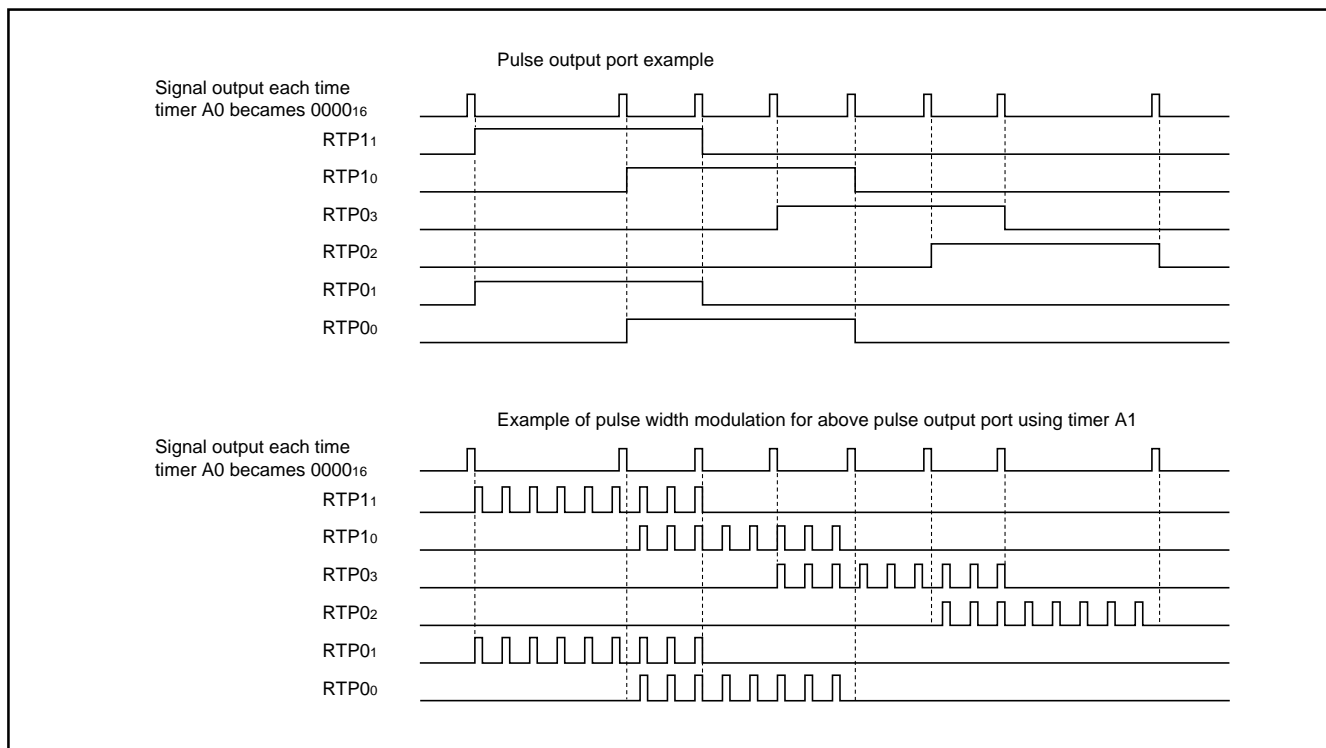 Pulse output port example
Signal output each time
timer A0 becames 0000₁₆
RTP1₁
RTP1₀
RTP0₃
RTP0₂
RTP0₁
RTP0₀
Example of pulse width modulation for above pulse output port using timer A1
Signal output each time
timer A0 becames 0000₁₆
RTP1₁
RTP1₀
RTP0₃
RTP0₂
RTP0₁
RTP0₀